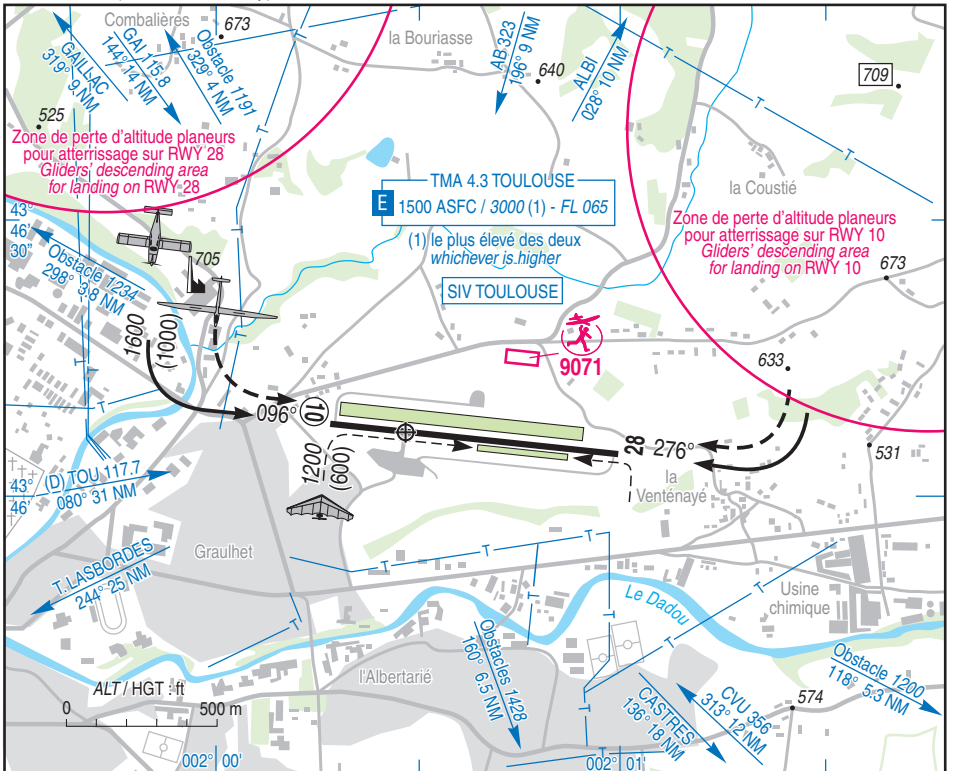 Combalières
673
GAILLAC
319° 9 NM
GAI 115.8
144° 14 NM
Obstacle 1191
329° 4 NM
la Bouriasse
AB 323
196° 9 NM
640
ALBI
028° 10 NM
709
525
Zone de perte d'altitude planeurs
pour atterrissage sur RWY 28
Gliders' descending area
for landing on RWY 28
TMA 4.3 TOULOUSE
E
1500 ASFC / 3000 (1) - FL 065
(1) le plus élevé des deux
whichever is.higher
SIV TOULOUSE
la Coustié
Zone de perte d'altitude planeurs
pour atterrissage sur RWY 10
Gliders' descending area
for landing on RWY 10
673
43°
46'
30"
705
Obstacle 1234
298° 3.8 NM
1600
(1000)
9071
633
096°
10
28
276°
1200
(600)
531
la
Venténayé
43°
46'
(D) TOU 117.7
080° 31 NM
T. LASBORDES
244° 25 NM
Graulhet
T
T
T
T
T
T
T
T
T
T
T
T
Le Dadou
Usine
chimique
l'Albertarié
Obstacles 1428
160° 6.5 NM
CASTRES
136° 18 NM
CVU 356
313° 12 NM
574
Obstacle 1200
118° 5.3 NM
ALT / HGT : ft
0
500 m
002° 00'
002° 01'